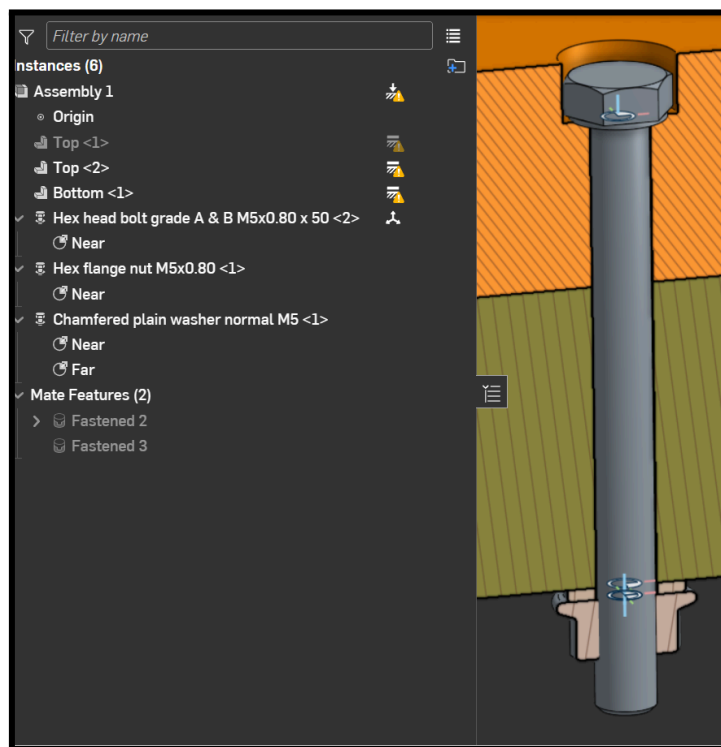 Filter by name
Instances (6)
Assembly 1
Origin
Top <1>
Top <2>
Bottom <1>
Hex head bolt grade A & B M5x0.80 x 50 <2>
Near
Hex flange nut M5x0.80 <1>
Near
Chamfered plain washer normal M5 <1>
Near
Far
Mate Features (2)
Fastened 2
Fastened 3